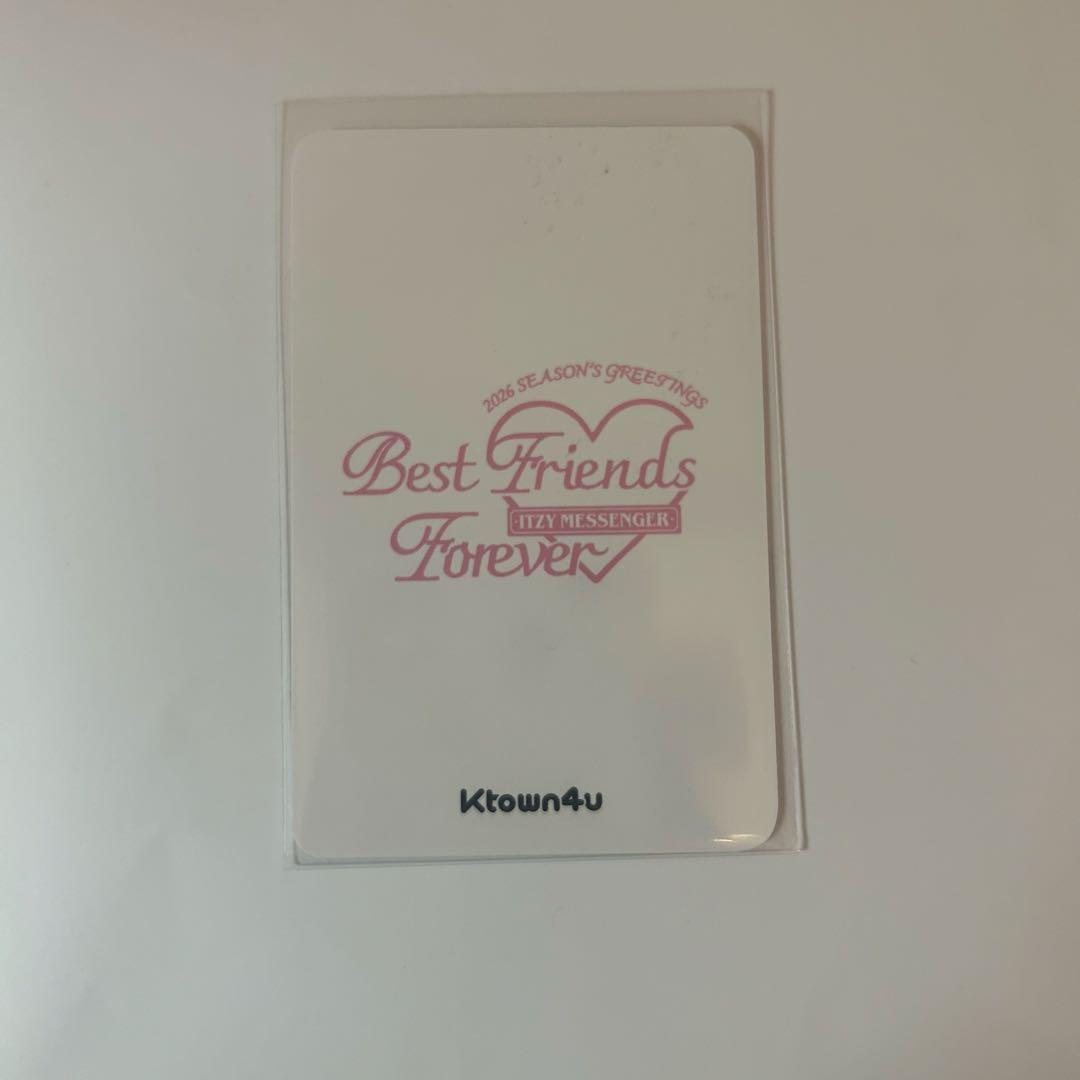 2026 SEASON'S GREETINGS
Best Friends
·ITZY MESSENGER·
Forever
Ktown4u